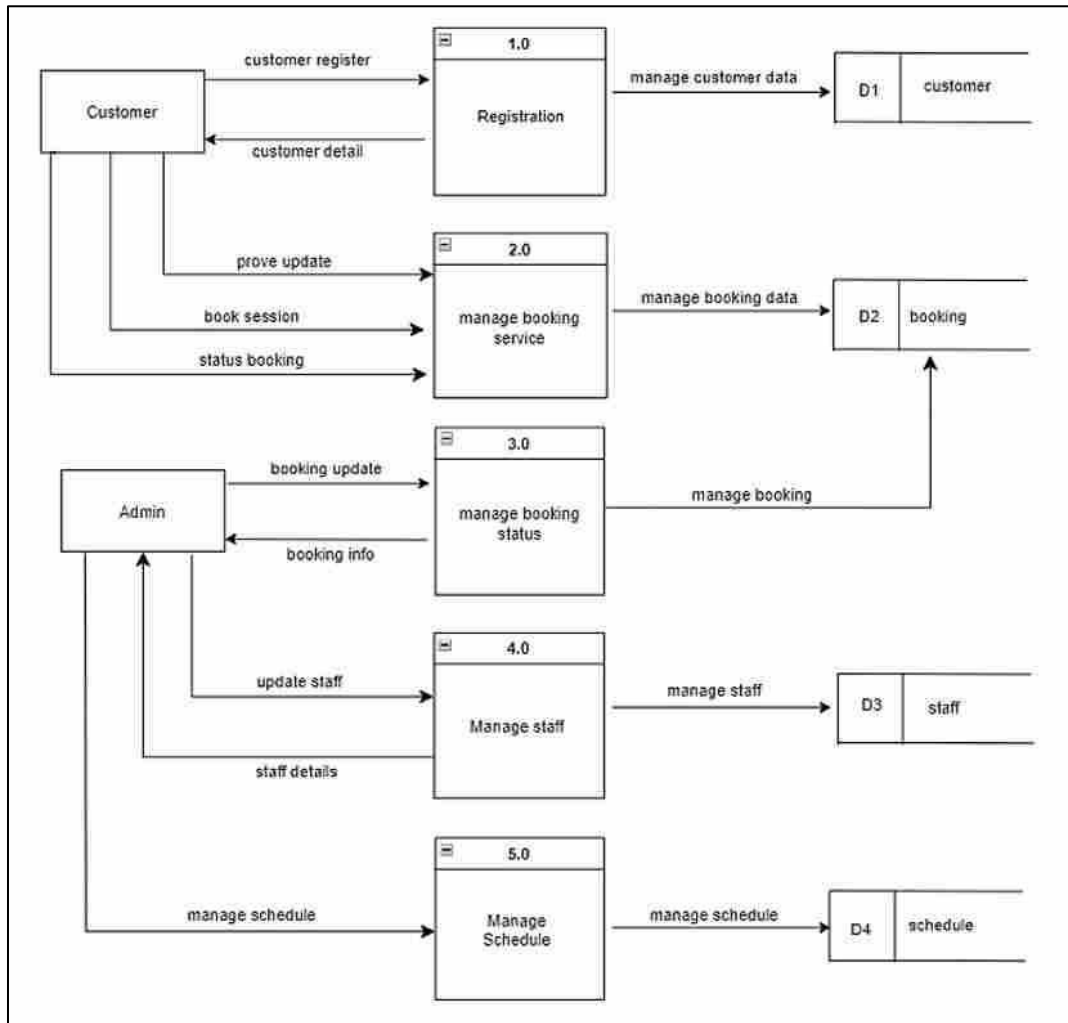 1.0
customer register
manage customer data
D1
customer
Customer
Registration
customer detail
2.0
prove update
manage booking data
book session
manage booking
service
D2
booking
status booking
3.0
booking update
manage booking
Admin
manage booking
status
booking info
4.0
update staff
manage staff
D3
staff
Manage staff
staff details
5.0
manage schedule
Manage
Schedule
manage schedule
D4
schedule